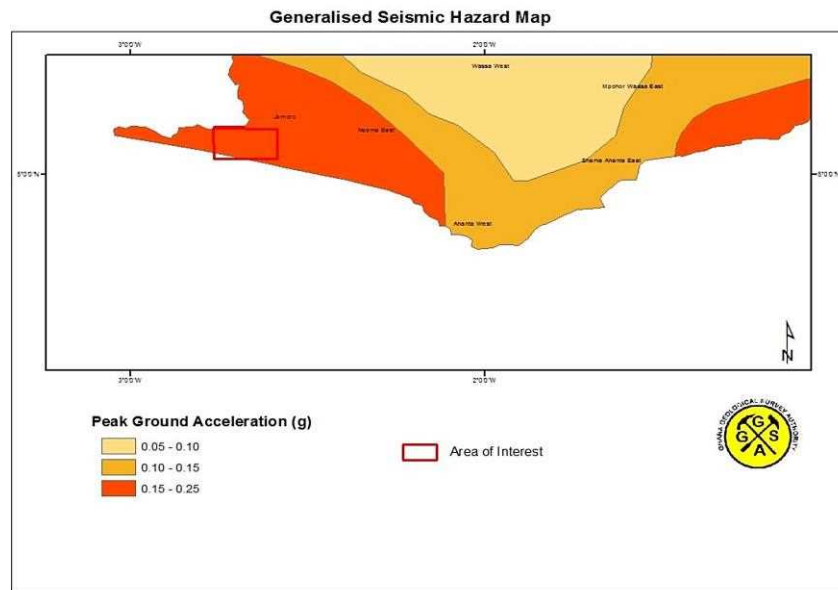 Generalised Seismic Hazard Map
3°0'0"W
2°0'0"W
Wassa West
Mpohor Wassa East
Jomoro
Nzema East
Shama Ahanta East
5°0'0"N
5°0'0"N
Ahanta West
N
3°0'0"W
2°0'0"W
Peak Ground Acceleration (g)
0.05 - 0.10
0.10 - 0.15
0.15 - 0.25
Area of Interest
GHANA GEOLOGICAL SURVEY AUTHORITY
G
G S
A